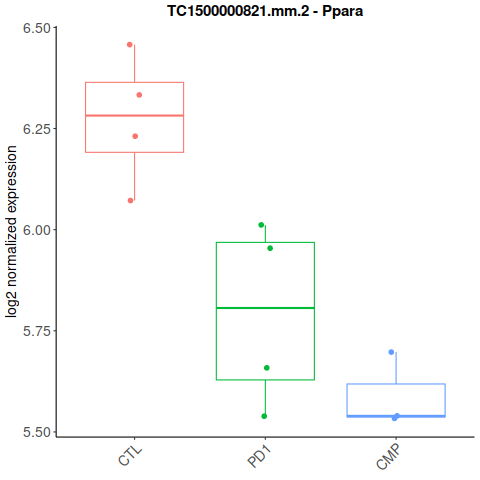 TC1500000821.mm.2 - Ppara
log2 normalized expression
6.50
6.25
6.00
5.75
5.50
CTL
PD1
CMP